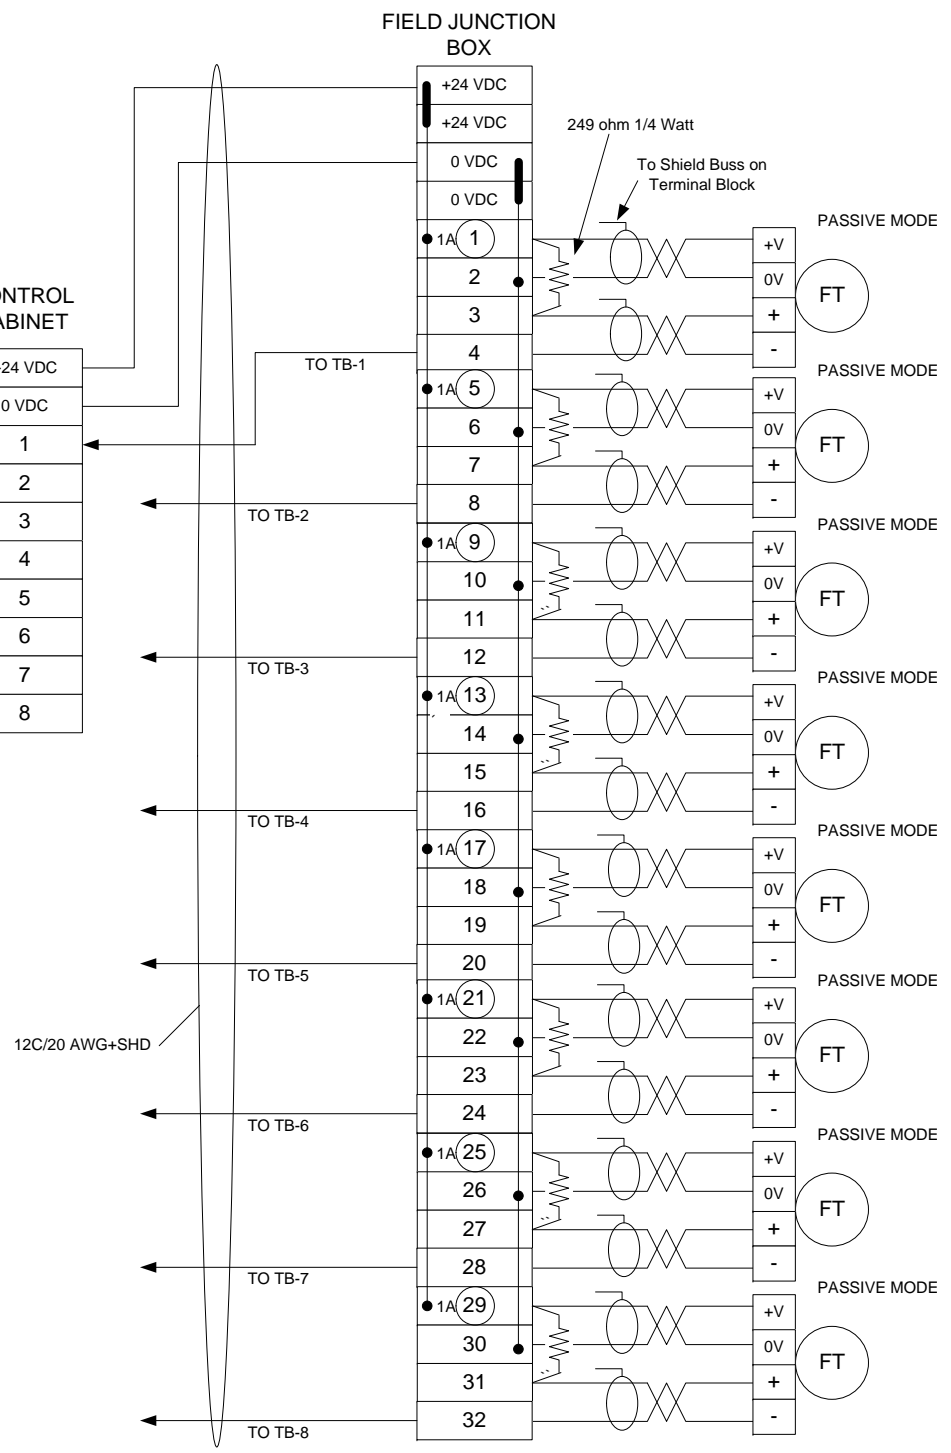 FIELD JUNCTION
BOX
+24 VDC
+24 VDC
0 VDC
0 VDC
249 ohm 1/4 Watt
To Shield Buss on
Terminal Block
1A 1
2
3
4
PASSIVE MODE
+V
0V
+
-
FT
ONTROL
ABINET
24 VDC
0 VDC
1
2
3
4
5
6
7
8
TO TB-1
1A 5
6
7
8
PASSIVE MODE
+V
0V
+
-
FT
TO TB-2
1A 9
10
11
12
PASSIVE MODE
+V
0V
+
-
FT
TO TB-3
1A 13
14
15
16
PASSIVE MODE
+V
0V
+
-
FT
TO TB-4
1A 17
18
19
20
PASSIVE MODE
+V
0V
+
-
FT
TO TB-5
1A 21
22
23
24
PASSIVE MODE
+V
0V
+
-
FT
12C/20 AWG+SHD
TO TB-6
1A 25
26
27
28
PASSIVE MODE
+V
0V
+
-
FT
TO TB-7
1A 29
30
31
32
PASSIVE MODE
+V
0V
+
-
FT
TO TB-8